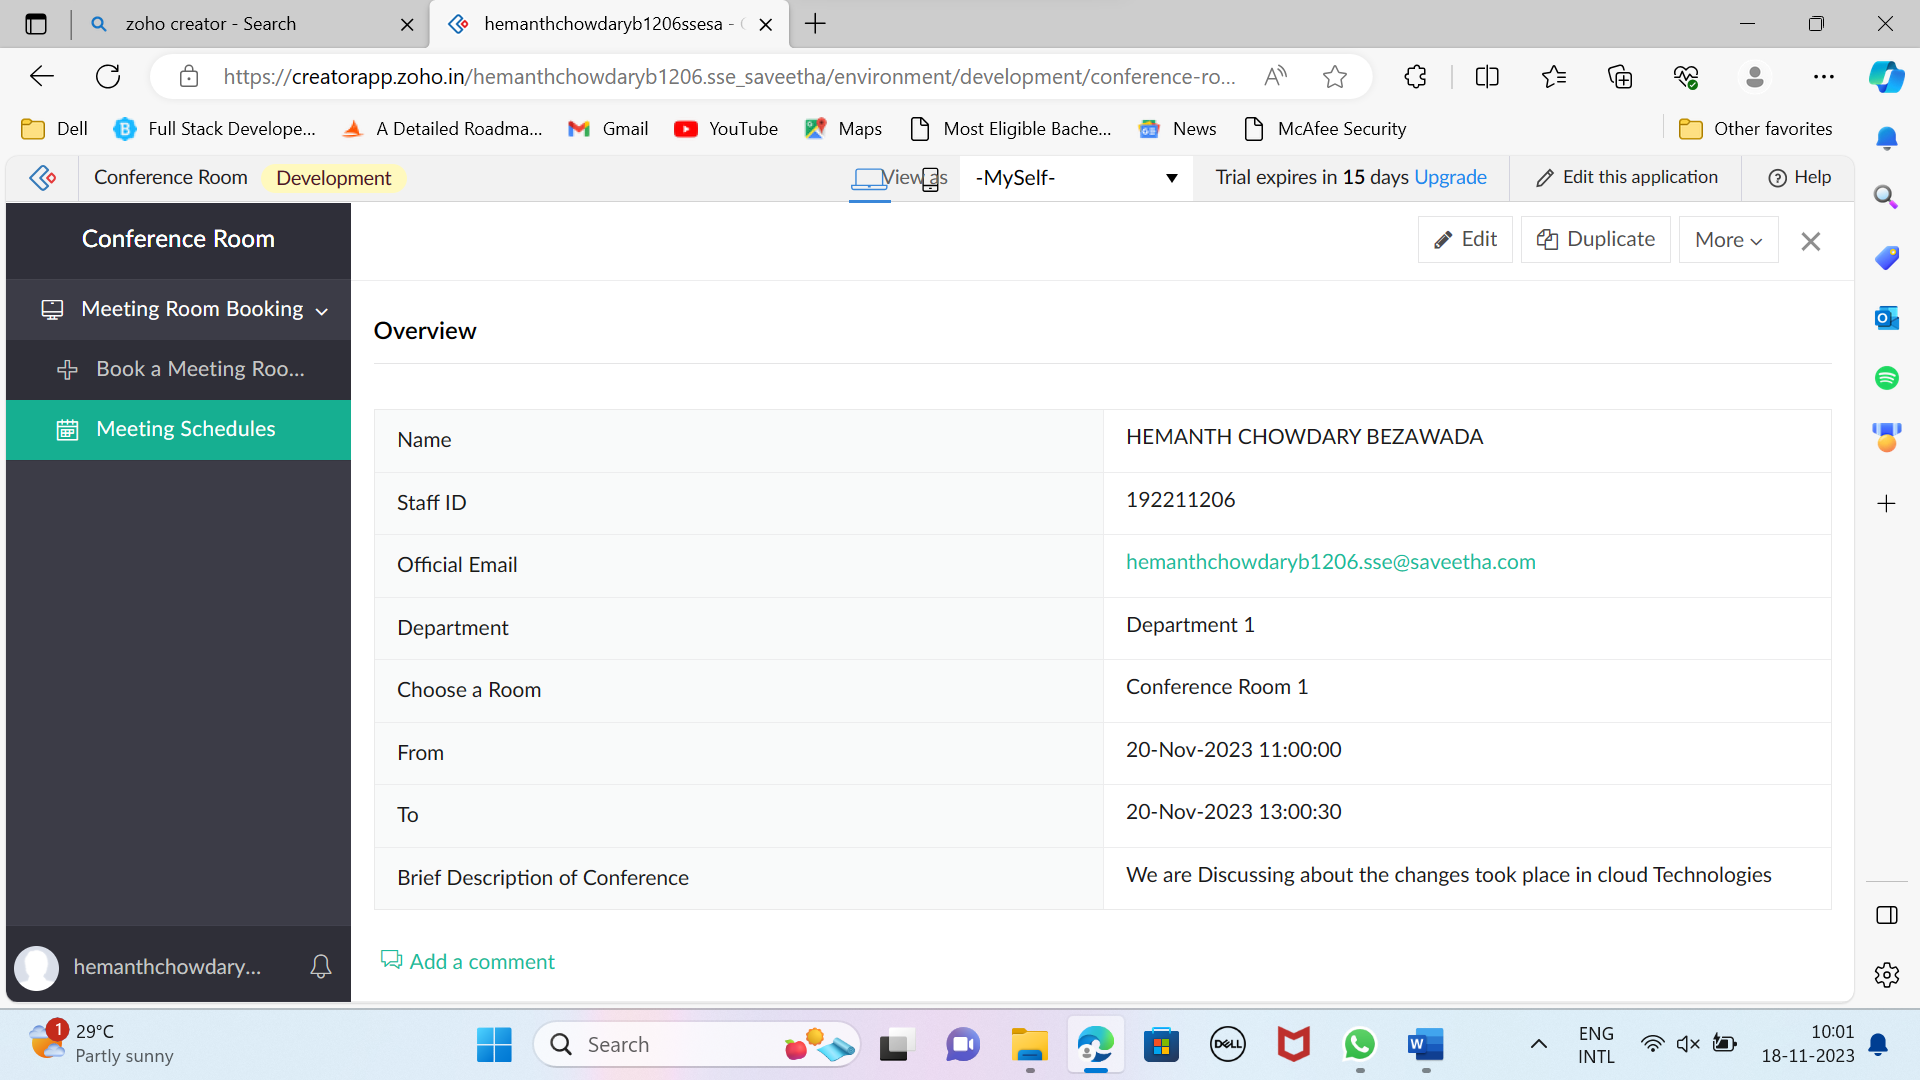 zoho creator - Search
hemanthchowdaryb1206ssesa -
https://creatorapp.zoho.in/hemanthchowdaryb1206.sse_saveetha/environment/development/conference-ro...
Dell
Full Stack Develope...
A Detailed Roadma...
Gmail
YouTube
Maps
Most Eligible Bache...
News
McAfee Security
Other favorites
Conference Room
Development
View as
-MySelf-
Trial expires in 15 days Upgrade
Edit this application
Help
Conference Room
Edit
Duplicate
More
Meeting Room Booking
Book a Meeting Roo...
Meeting Schedules
Overview
Name
HEMANTH CHOWDARY BEZAWADA
Staff ID
192211206
Official Email
hemanthchowdaryb1206.sse@saveetha.com
Department
Department 1
Choose a Room
Conference Room 1
From
20-Nov-2023 11:00:00
To
20-Nov-2023 13:00:30
Brief Description of Conference
We are Discussing about the changes took place in cloud Technologies
Add a comment
hemanthchowdary...
1
29°C
Partly sunny
Search
DELL
W
ENG
INTL
10:01
18-11-2023